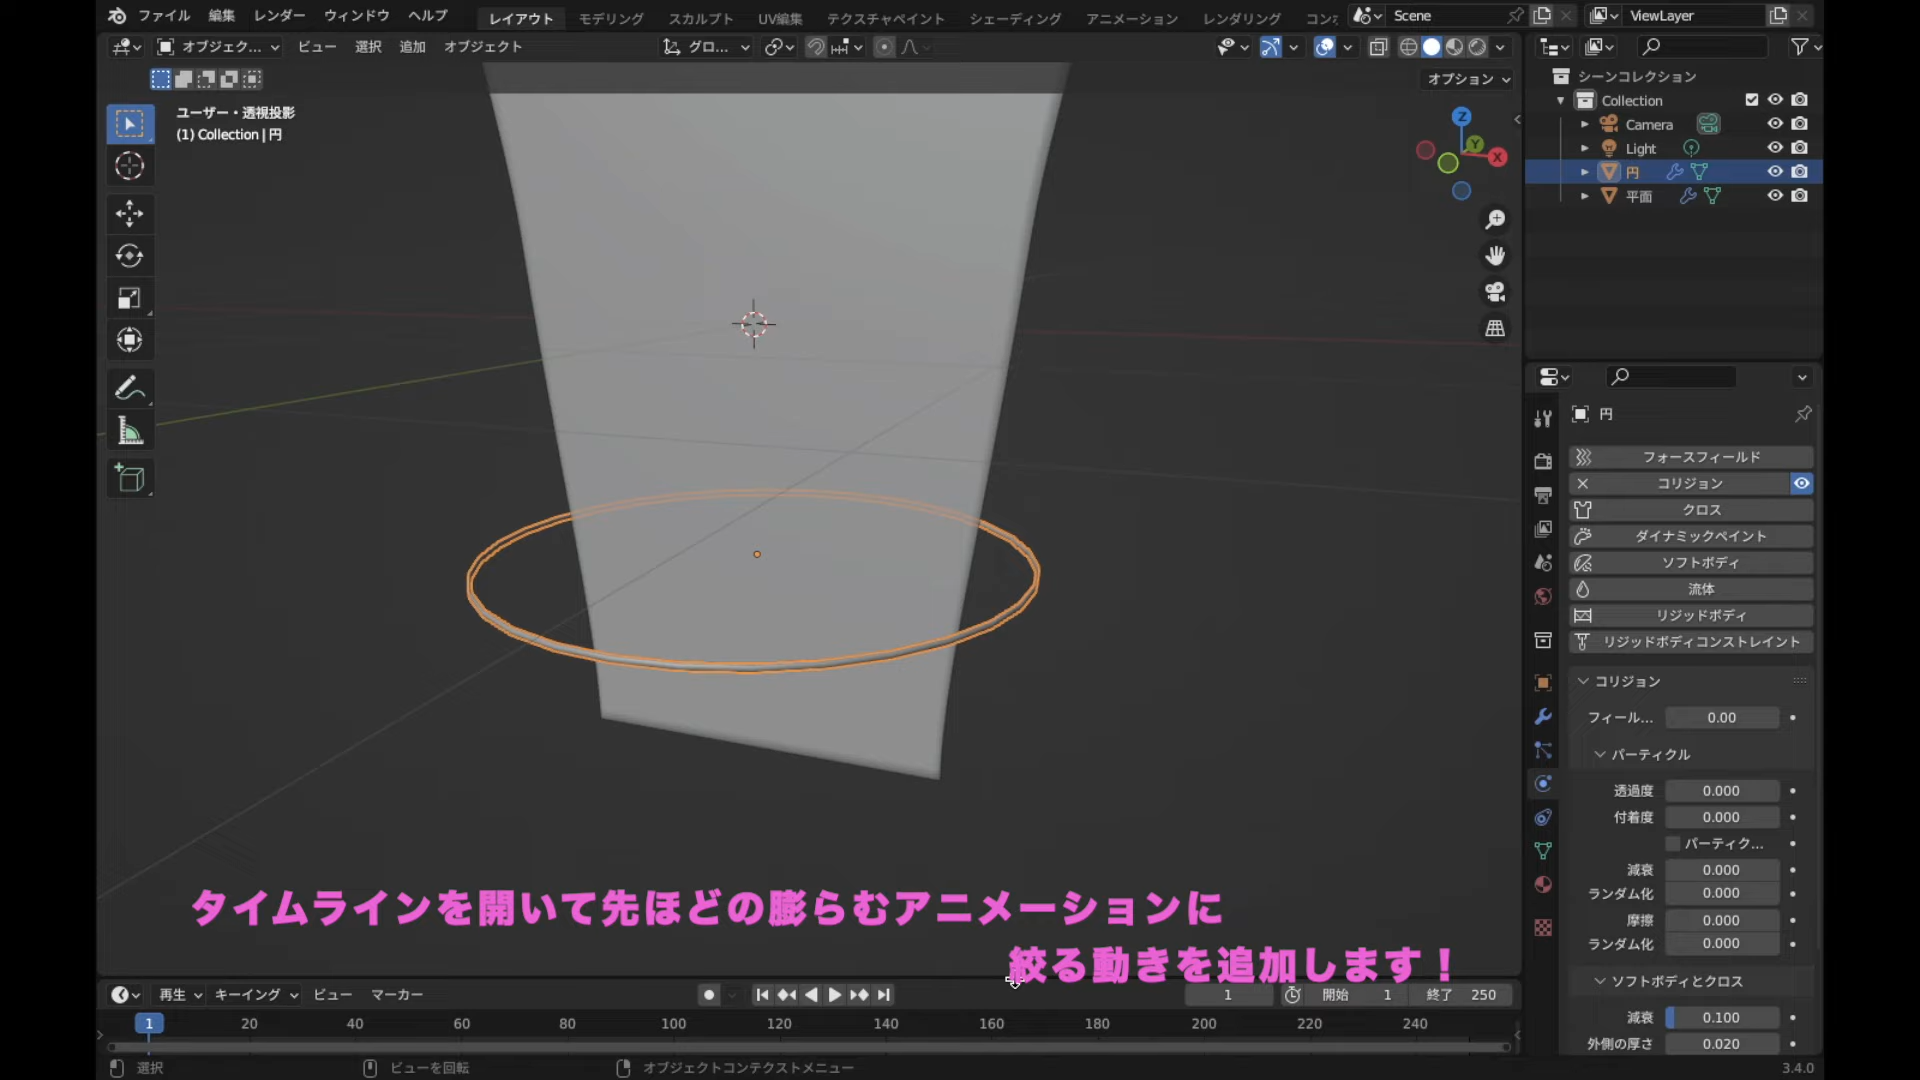 ファイル 編集 レンダー ウィンドウ ヘルプ レイアウト モデリング スカルプト UV編集 テクスチャペイント シェーディング アニメーション レンダリング Scene ViewLayer
オブジェク... ビュー 選択 追加 オブジェクト グロ...
オプション
ユーザー・透視投影
(1) Collection | 円
Z
Y
X
シーンコレクション
Collection
Camera
Light
円
平面
円
フォースフィールド
コリジョン
クロス
ダイナミックペイント
ソフトボディ
流体
リジッドボディ
リジッドボディコンストレイント
コリジョン
フィール... 0.00
パーティクル
透過度 0.000
付着度 0.000
パーティク...
減衰 0.000
ランダム化 0.000
摩擦 0.000
ランダム化 0.000
ソフトボディとクロス
減衰 0.100
外側の厚さ 0.020
タイムラインを開いて先ほどの膨らむアニメーションに
絞る動きを追加します！
再生 キーイング ビュー マーカー 1 開始 1 終了 250
1 20 40 60 80 100 120 140 160 180 200 220 240
選択 ビューを回転 オブジェクトコンテクストメニュー 3.4.0